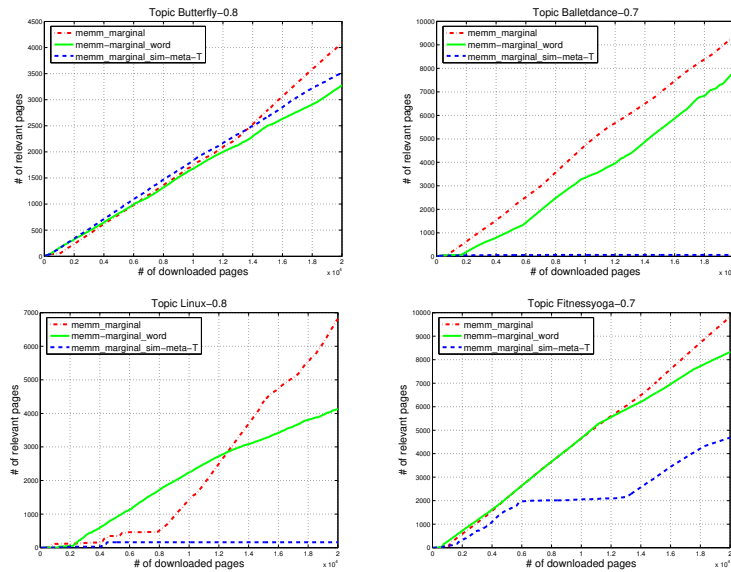 Topic Butterfly-0.8
memm_marginal
memm-marginal_word
memm_marginal_sim-meta-T
# of relevant pages
4500
4000
3500
3000
2500
2000
1500
1000
500
0
0 0.2 0.4 0.6 0.8 1 1.2 1.4 1.6 1.8 2
# of downloaded pages
Topic Balletdance-0.7
memm_marginal
memm-marginal_word
memm_marginal_sim-meta-T
# of relevant pages
10000
9000
8000
7000
6000
5000
4000
3000
2000
1000
0
0 0.2 0.4 0.6 0.8 1 1.2 1.4 1.6 1.8 2
# of downloaded pages
Topic Linux-0.8
memm_marginal
memm-marginal_word
memm_marginal_sim-meta-T
# of relevant pages
7000
6000
5000
4000
3000
2000
1000
0
0 0.2 0.4 0.6 0.8 1 1.2 1.4 1.6 1.8 2
# of downloaded pages
Topic Fitnessyoga-0.7
memm_marginal
memm-marginal_word
memm_marginal_sim-meta-T
# of relevant pages
10000
9000
8000
7000
6000
5000
4000
3000
2000
1000
0
0 0.2 0.4 0.6 0.8 1 1.2 1.4 1.6 1.8 2
# of downloaded pages